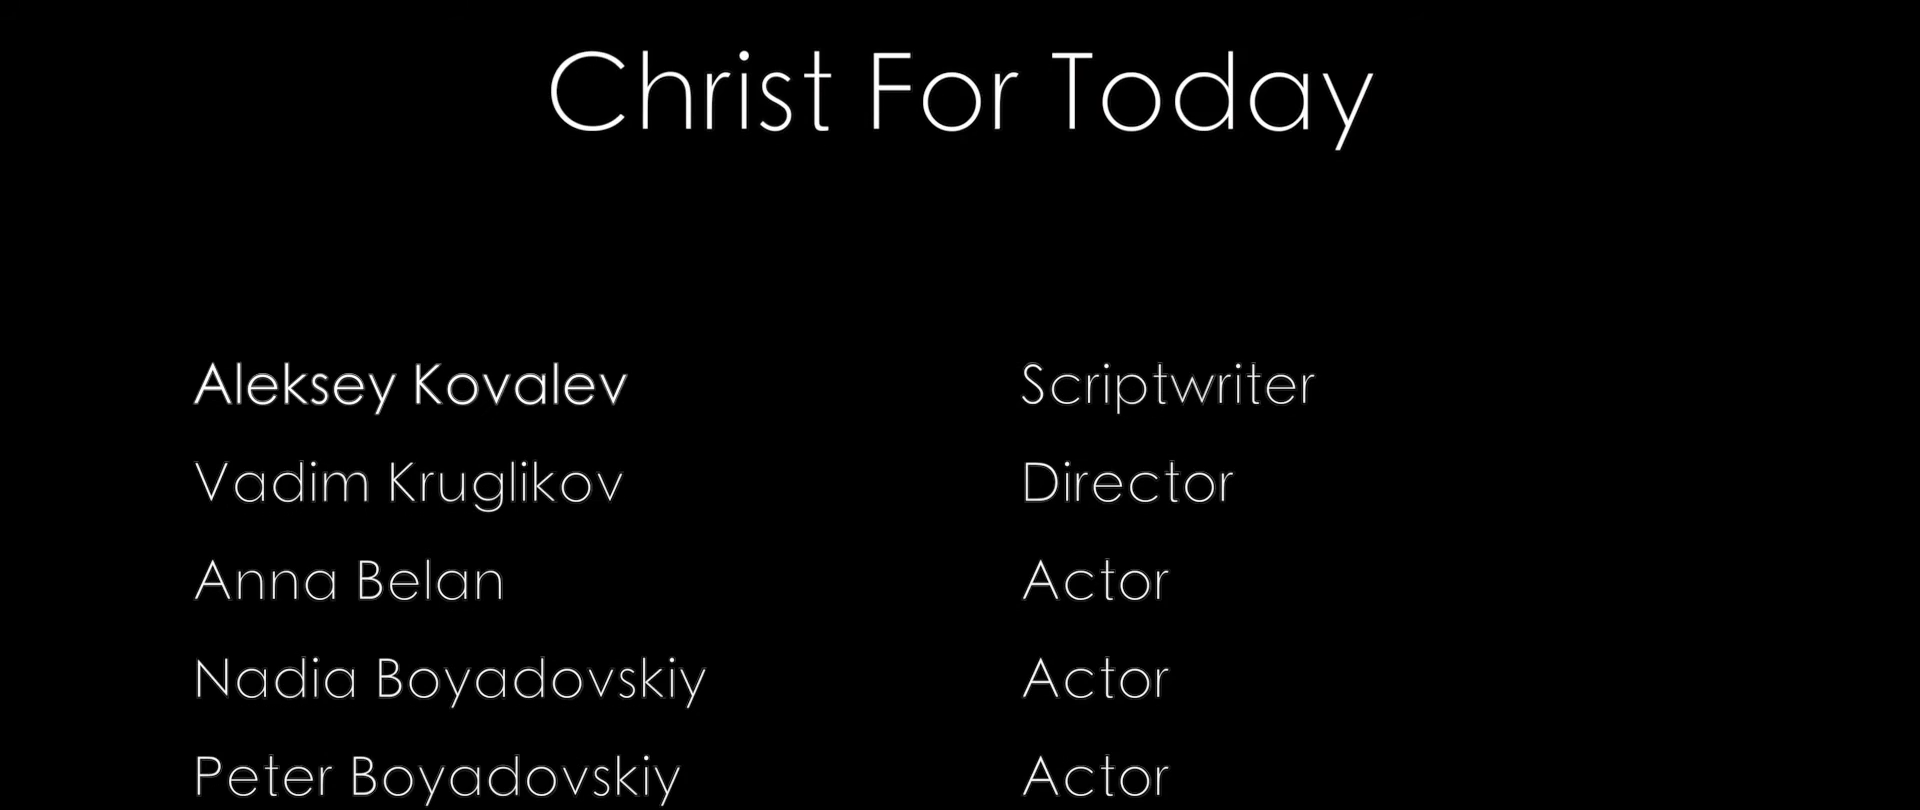 Christ For Today
Aleksey Kovalev Scriptwriter
Vadim Kruglikov Director
Anna Belan Actor
Nadia Boyadovskiy Actor
Peter Boyadovskiy Actor